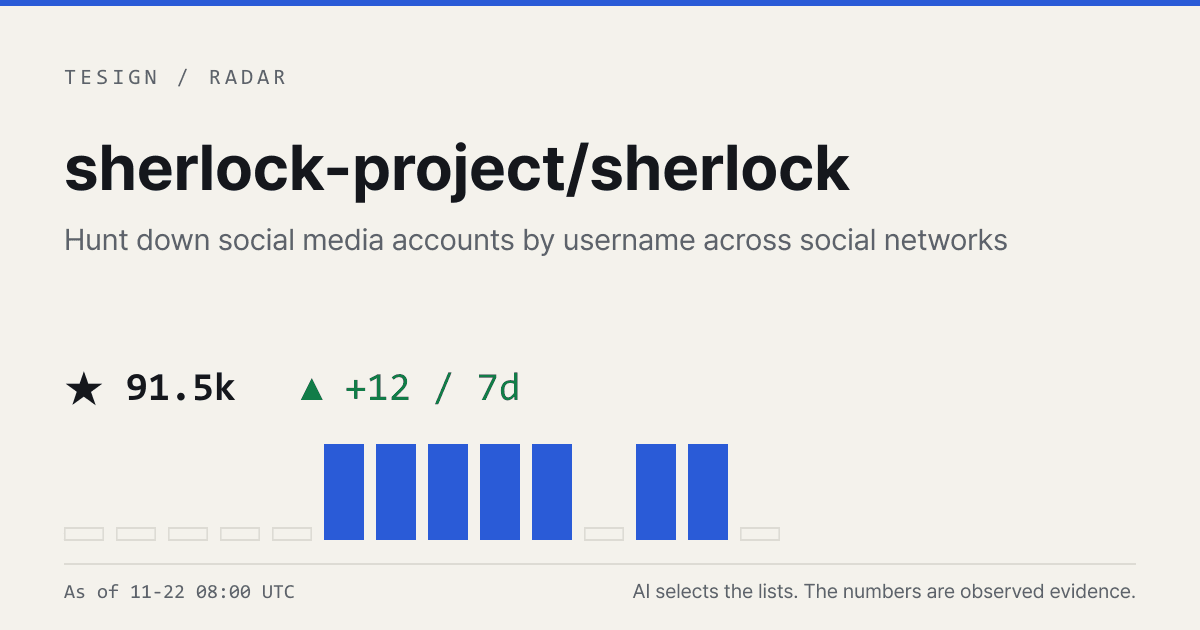 TESIGN / RADAR
sherlock-project/sherlock
Hunt down social media accounts by username across social networks
★ 91.5k ▲ +12 / 7d
As of 11-22 08:00 UTC
AI selects the lists. The numbers are observed evidence.